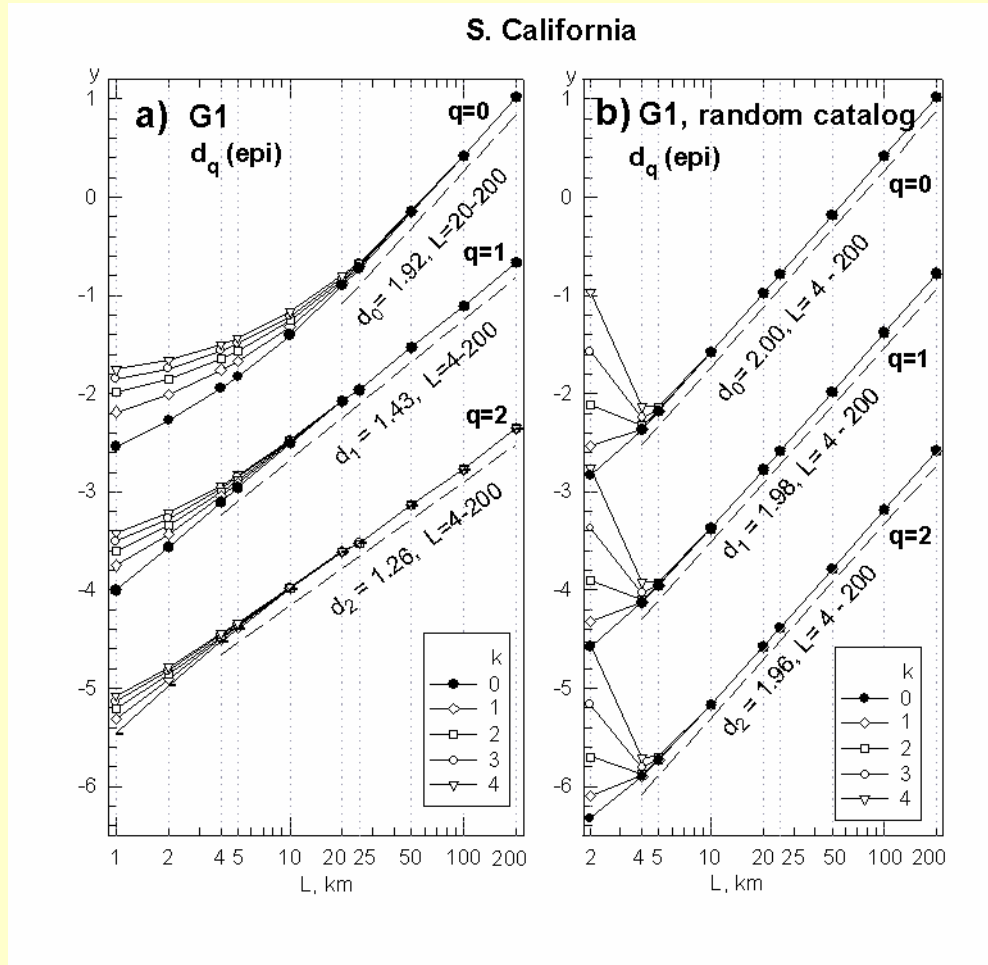 S. California
y
a) G1
d_q (epi)
q=0
d_0= 1.92, L=20-200
q=1
d_1 = 1.43, L=4-200
q=2
d_2 = 1.26, L=4-200
k
0
1
2
3
4
1
0
-1
-2
-3
-4
-5
-6
1 2 4 5 10 20 25 50 100 200
L, km
y
b) G1, random catalog
d_q (epi)
q=0
d_0= 2.00, L= 4 - 200
q=1
d_1 = 1.98, L= 4 - 200
q=2
d_2 = 1.96, L= 4 - 200
k
0
1
2
3
4
1
0
-1
-2
-3
-4
-5
-6
2 4 5 10 20 25 50 100 200
L, km